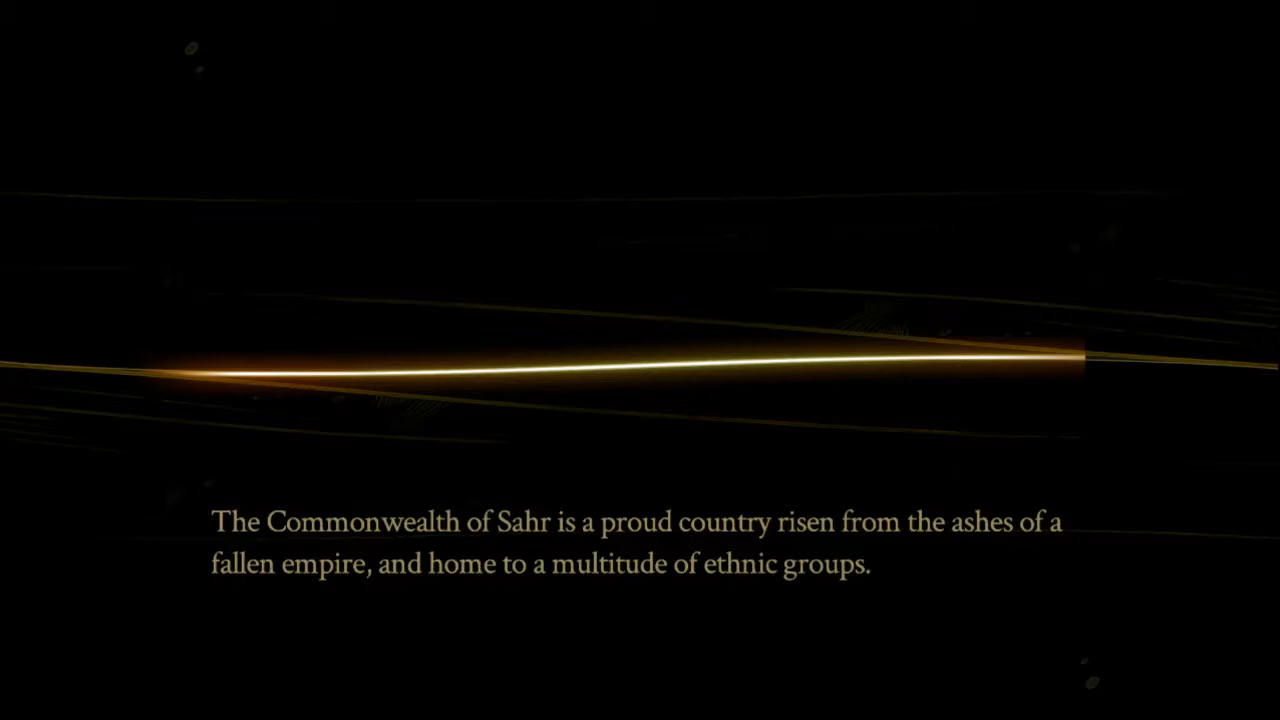 The Commonwealth of Sahr is a proud country risen from the ashes of a
fallen empire, and home to a multitude of ethnic groups.